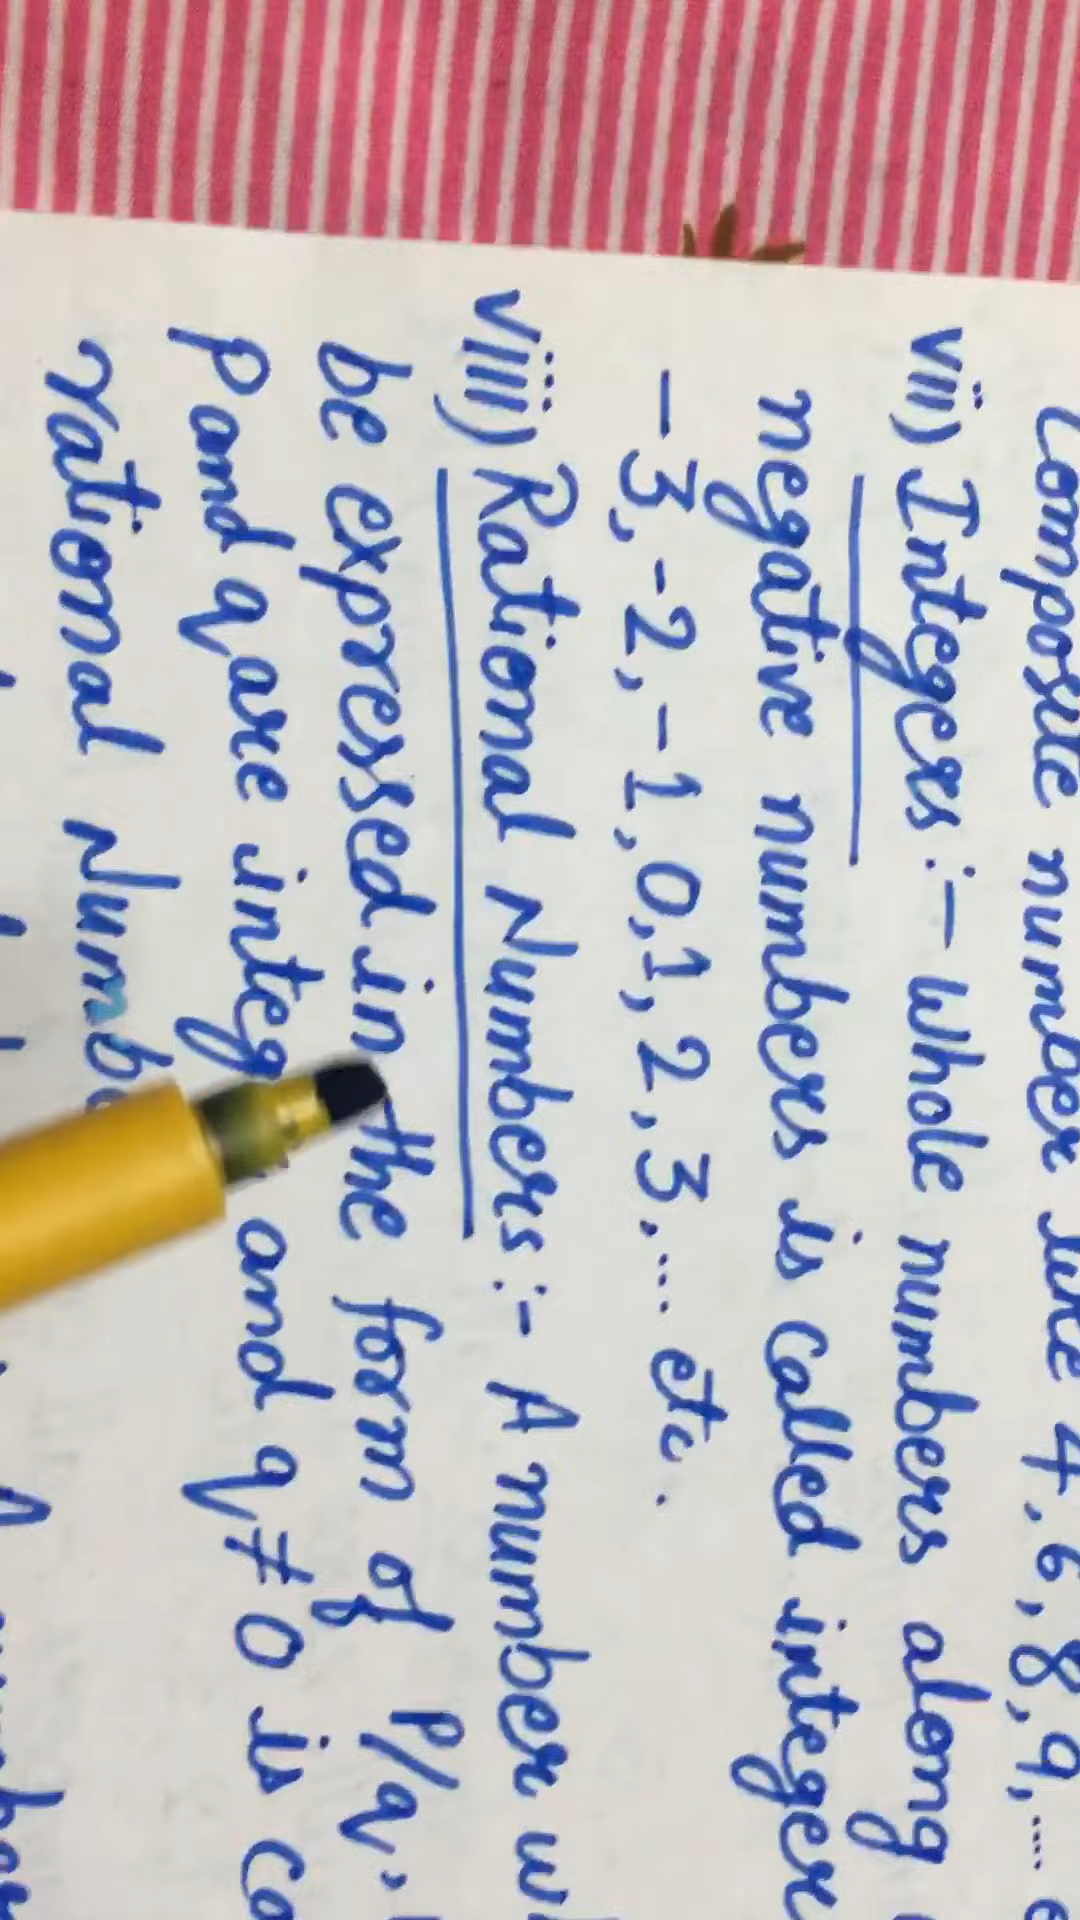 Composite number like 4, 6, 8, 9, ....
vii) Integers :- Whole numbers along
negative numbers is called integer
-3, -2, -1, 0, 1, 2, 3, .... etc.
viii) Rational Numbers :- A number
be expressed in the form of P/q,
P and q are integ and q ≠ 0 is
rational Numb